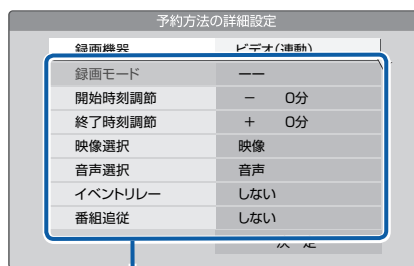 予約方法の詳細設定
録画機器 ビデオ(連動)
録画モード ーー
開始時刻調節 − 0分
終了時刻調節 + 0分
映像選択 映像
音声選択 音声
イベントリレー しない
番組追従 しない
決 定